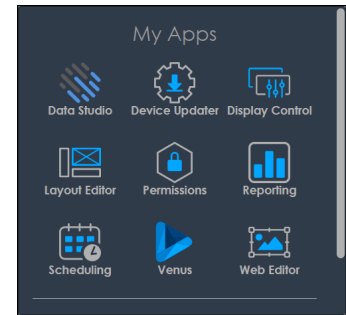 My Apps
Data Studio Device Updater Display Control
Layout Editor Permissions Reporting
Scheduling Venus Web Editor